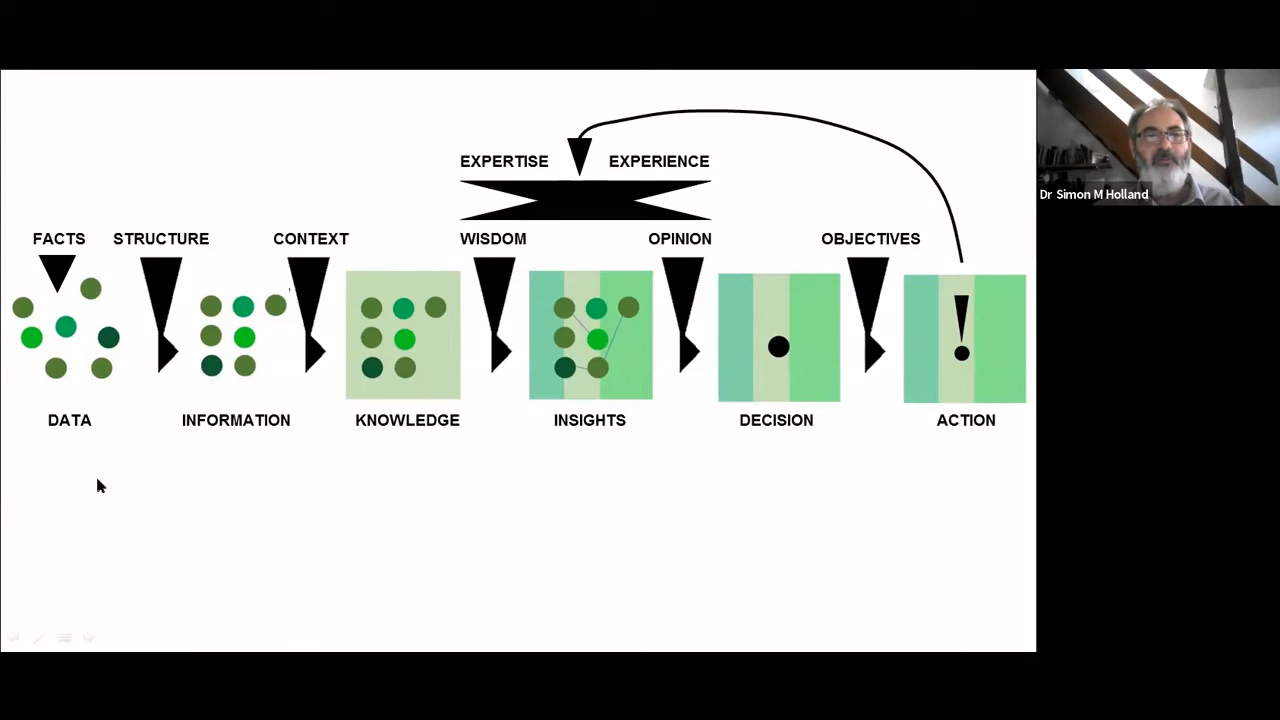 EXPERTISE EXPERIENCE
FACTS STRUCTURE CONTEXT WISDOM OPINION OBJECTIVES
DATA INFORMATION KNOWLEDGE INSIGHTS DECISION ACTION
Dr Simon M Holland